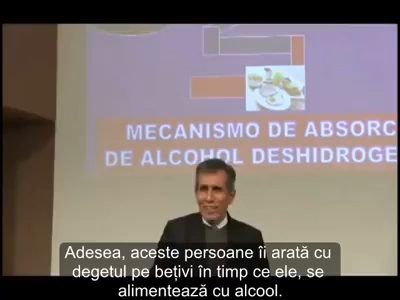 MECANISMO DE ABSORC
DE ALCOHOL DESHIDROGE
Adesea, aceste persoane îi arată cu
degetul pe bețivi în timp ce ele, se
alimentează cu alcool.